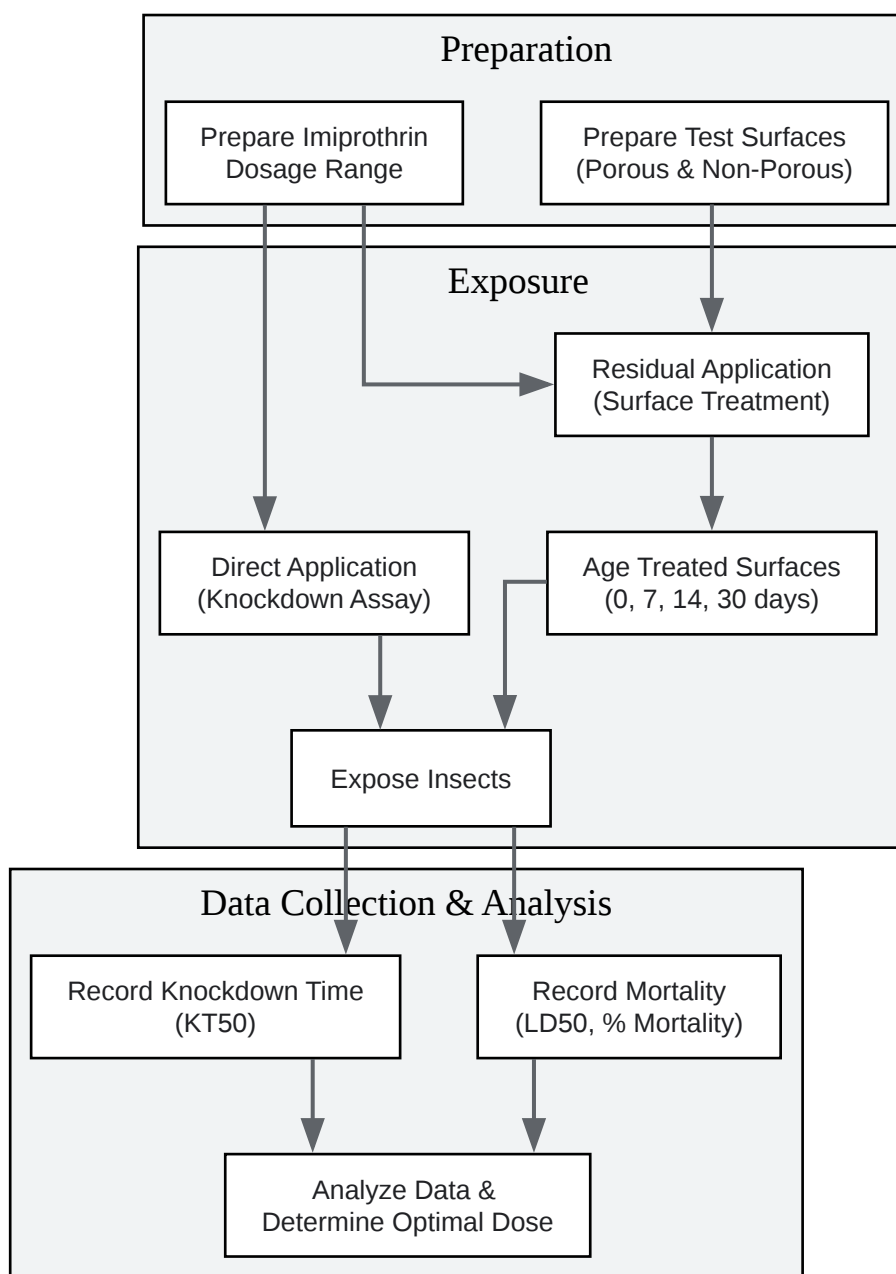 Preparation
Prepare Imiprothrin
Dosage Range
Prepare Test Surfaces
(Porous & Non-Porous)
Exposure
Residual Application
(Surface Treatment)
Direct Application
(Knockdown Assay)
Age Treated Surfaces
(0, 7, 14, 30 days)
Expose Insects
Data Collection & Analysis
Record Knockdown Time
(KT50)
Record Mortality
(LD50, % Mortality)
Analyze Data &
Determine Optimal Dose